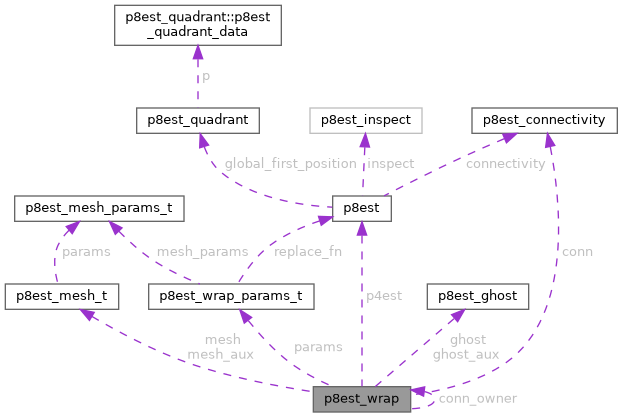 p8est_quadrant::p8est
_quadrant_data
p
p8est_quadrant
p8est_inspect
p8est_connectivity
global_first_position
inspect
connectivity
p8est_mesh_params_t
p8est
params
mesh_params
replace_fn
conn
p8est_mesh_t
p8est_wrap_params_t
p4est
p8est_ghost
mesh
mesh_aux
params
ghost
ghost_aux
p8est_wrap
conn_owner